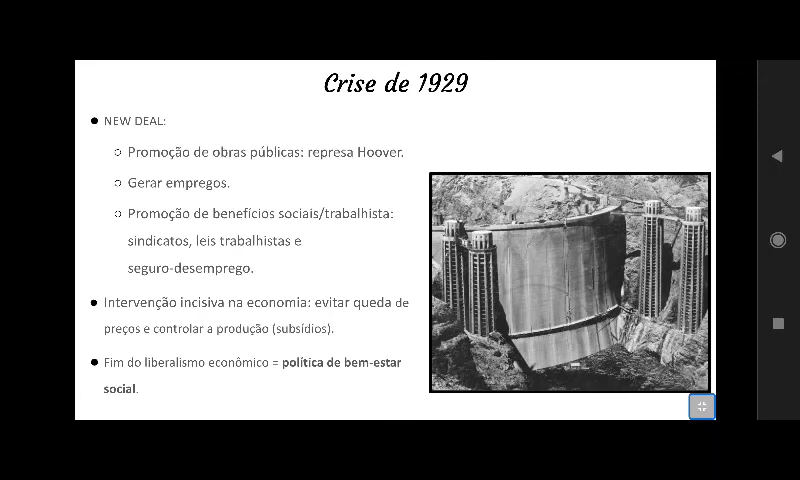 Crise de 1929
● NEW DEAL:
○ Promoção de obras públicas: represa Hoover.
○ Gerar empregos.
○ Promoção de benefícios sociais/trabalhista:
sindicatos, leis trabalhistas e
seguro-desemprego.
● Intervenção incisiva na economia: evitar queda de
preços e controlar a produção (subsídios).
● Fim do liberalismo econômico = política de bem-estar
social.